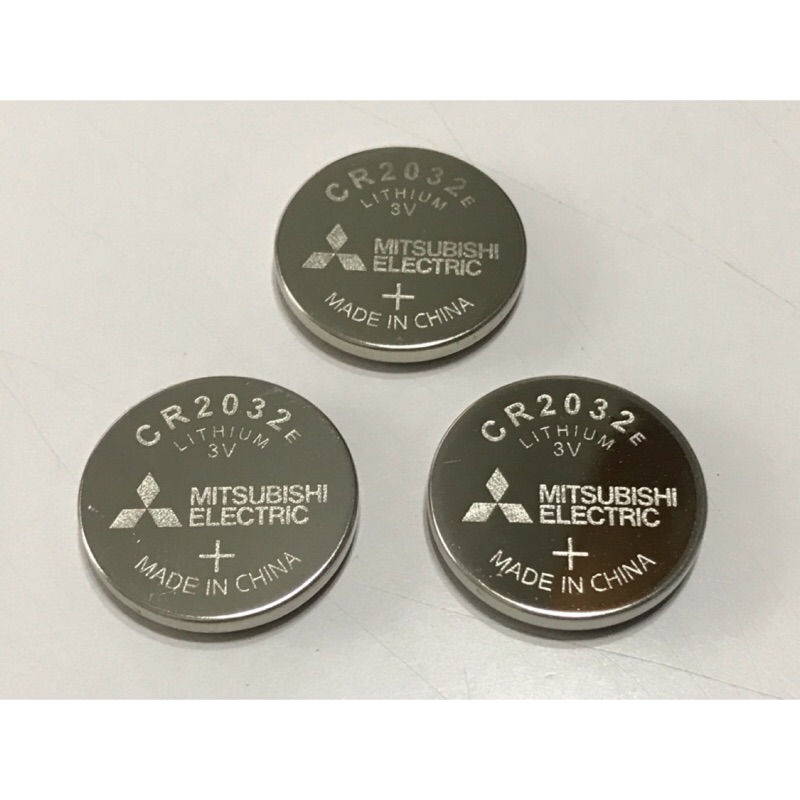 CR2032E
LITHIUM
3V
MITSUBISHI
ELECTRIC
+
MADE IN CHINA
CR2032E
LITHIUM
3V
MITSUBISHI
ELECTRIC
+
MADE IN CHINA
CR2032E
LITHIUM
3V
MITSUBISHI
ELECTRIC
+
MADE IN CHINA